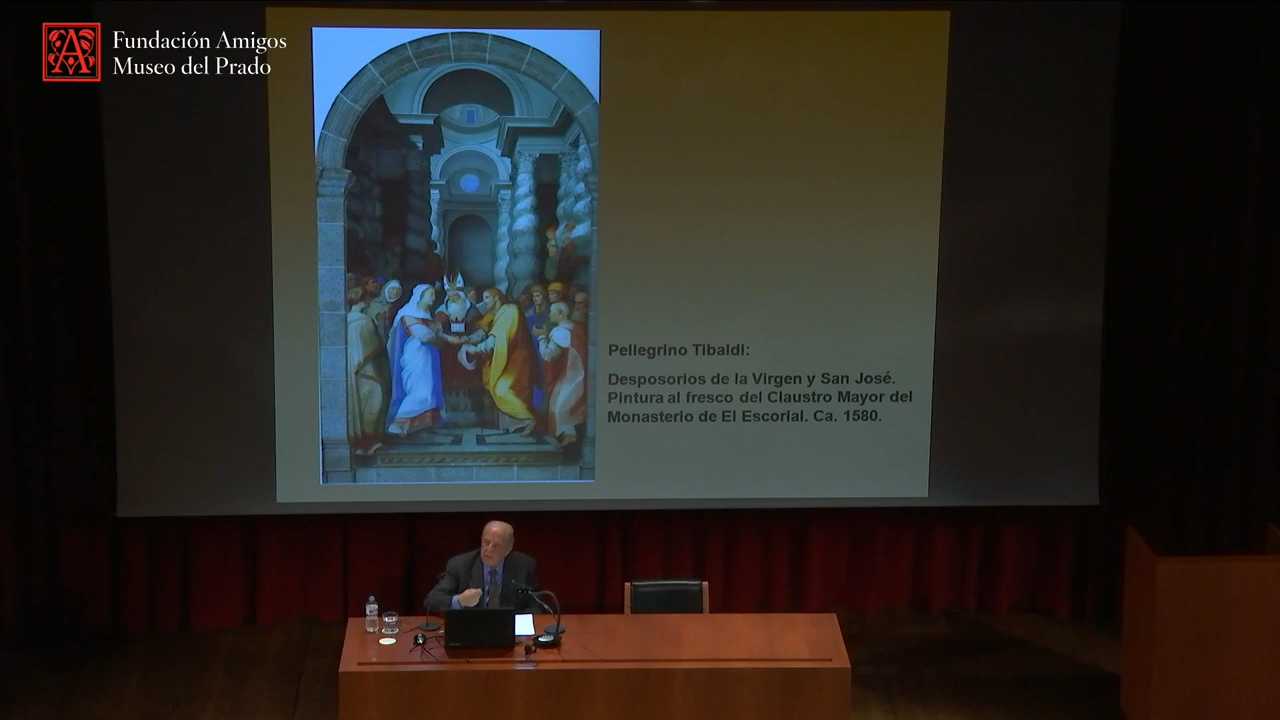 Fundación Amigos
Museo del Prado
Pellegrino Tibaldi:
Desposorios de la Virgen y San José.
Pintura al fresco del Claustro Mayor del
Monasterio de El Escorial. Ca. 1580.